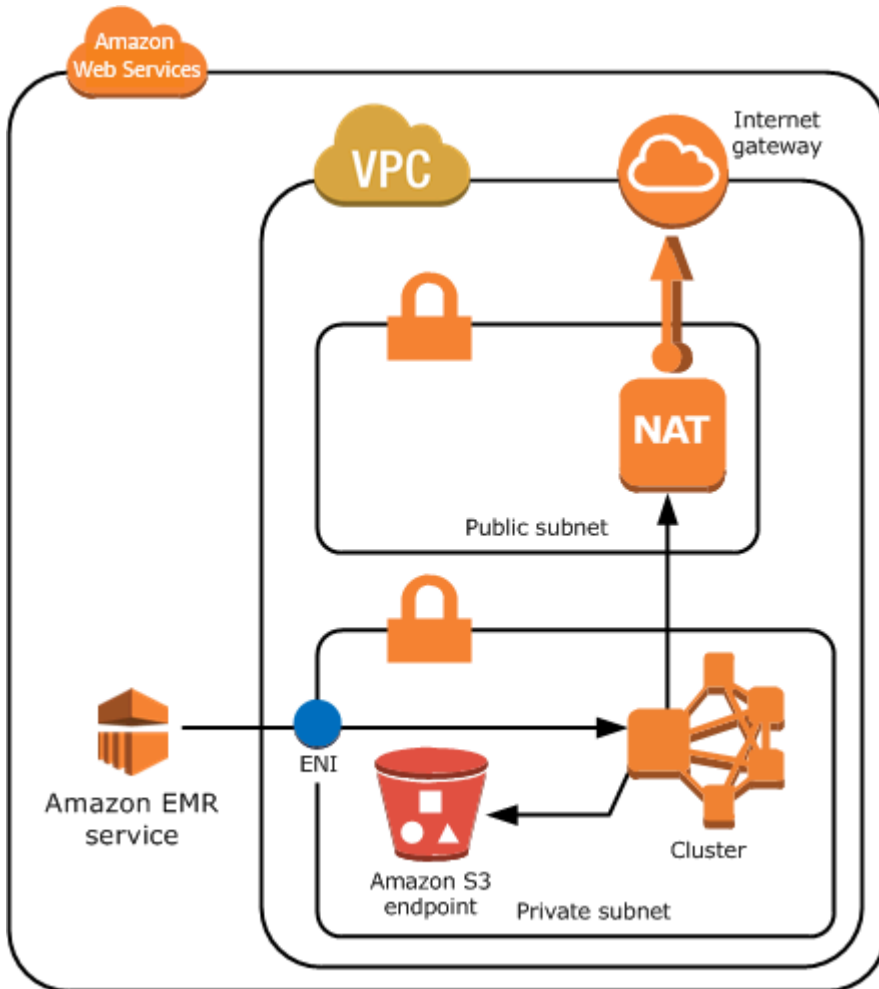 Amazon
Web Services
VPC
Internet
gateway
NAT
Public subnet
ENI
Amazon EMR
service
Amazon S3
endpoint
Cluster
Private subnet